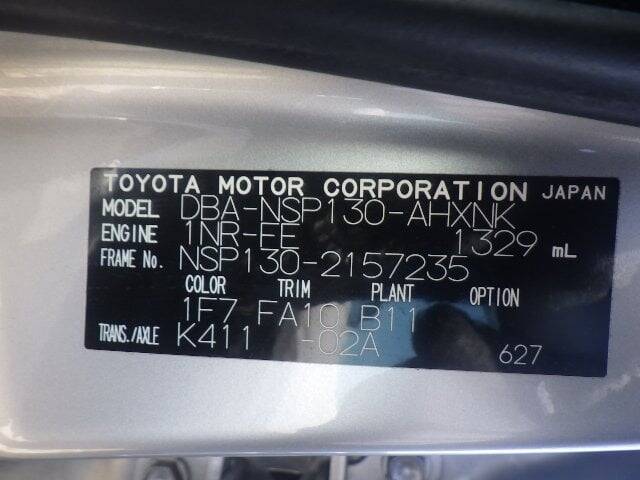 TOYOTA MOTOR CORPORATION JAPAN
MODEL DBA-NSP130-AHXNK
ENGINE 1NR-FE 1329 mL
FRAME No. NSP130-2157235
COLOR TRIM PLANT OPTION
1F7 FA10 B11
TRANS./AXLE K411 -02A
627